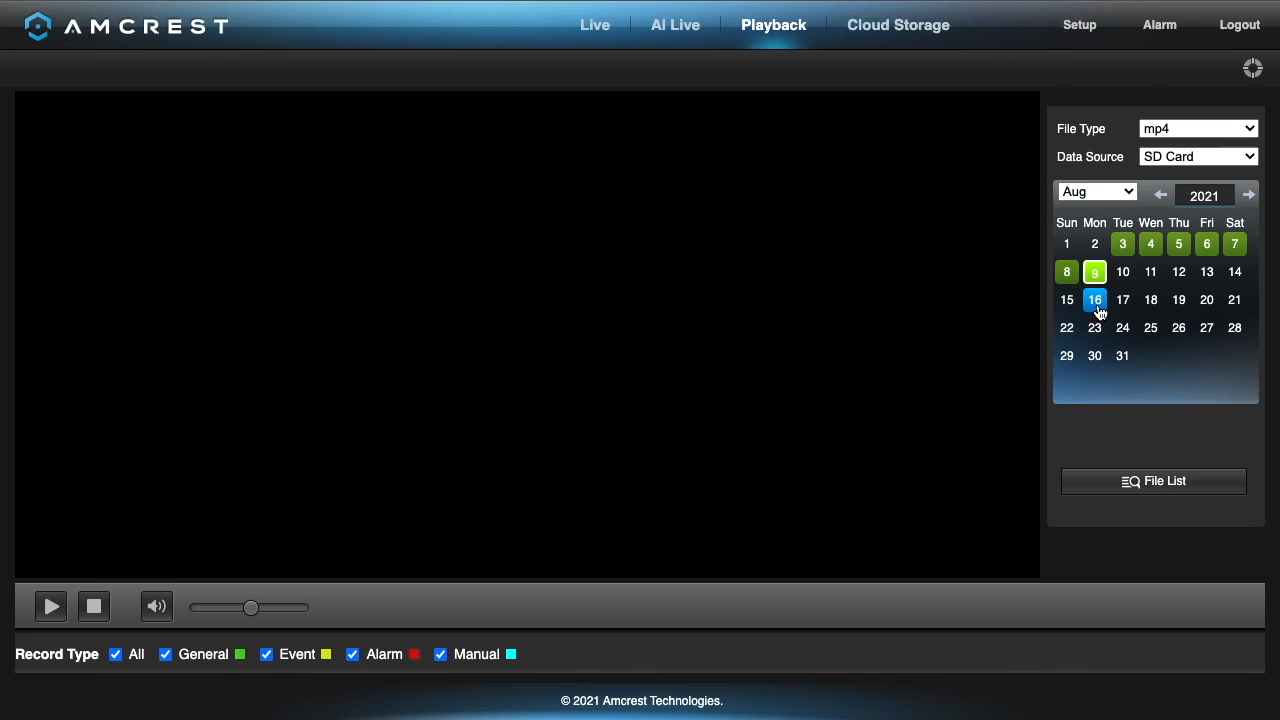 AMCREST
Live AI Live Playback Cloud Storage Setup Alarm Logout
File Type mp4
Data Source SD Card
Aug 2021
Sun Mon Tue Wen Thu Fri Sat
1 2 3 4 5 6 7
8 9 10 11 12 13 14
15 16 17 18 19 20 21
22 23 24 25 26 27 28
29 30 31
File List
Record Type All General Event Alarm Manual
© 2021 Amcrest Technologies.